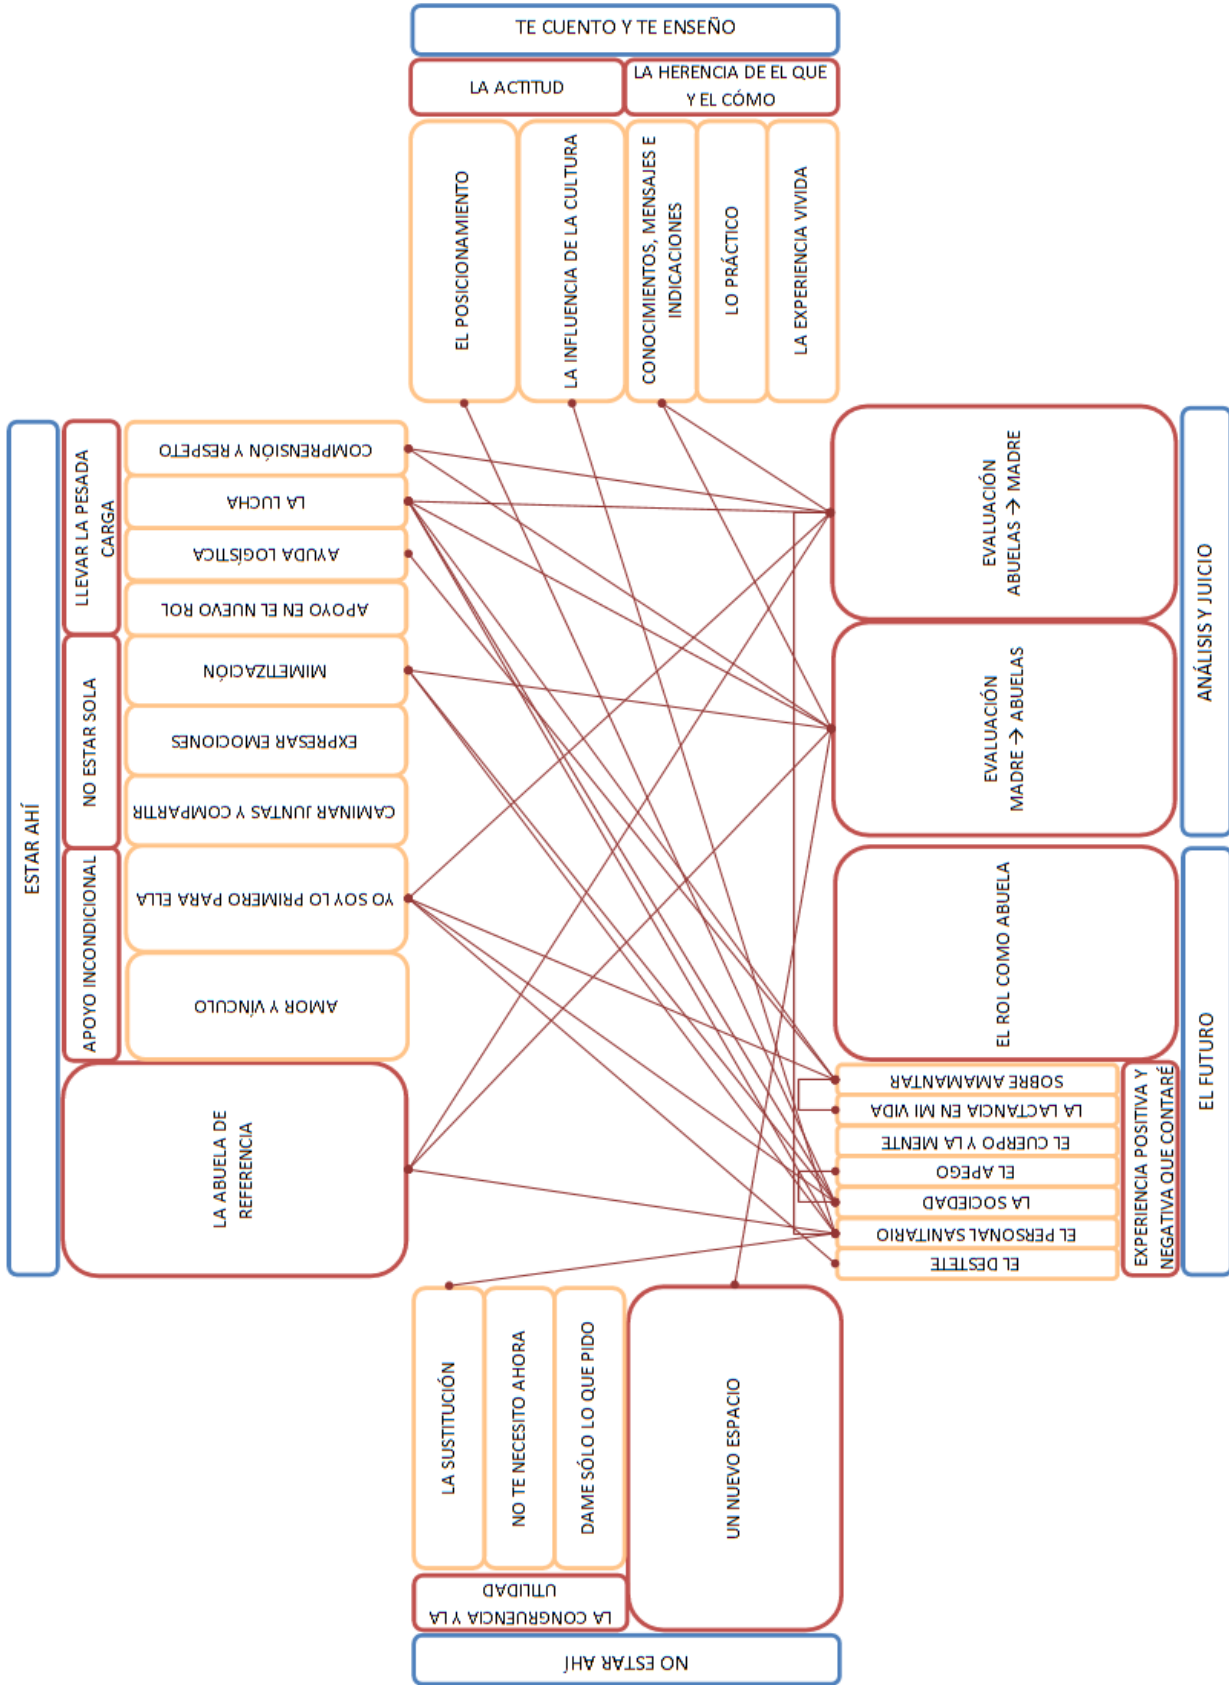 TE CUENTO Y TE ENSEÑO
LA ACTITUD
LA HERENCIA DE EL QUE
Y EL CÓMO
EL POSICIONAMIENTO
LA INFLUENCIA DE LA CULTURA
CONOCIMIENTOS, MENSAJES E
INDICACIONES
LO PRÁCTICO
LA EXPERIENCIA VIVIDA
ESTAR AHÍ
LLEVAR LA PESADA
CARGA
COMPRENSIÓN Y RESPETO
LA LUCHA
AYUDA LOGÍSTICA
APOYO EN EL NUEVO ROL
NO ESTAR SOLA
MIMETIZACIÓN
EXPRESAR EMOCIONES
CAMINAR JUNTAS Y COMPARTIR
APOYO INCONDICIONAL
YO SOY LO PRIMERO PARA ELLA
AMOR Y VÍNCULO
LA ABUELA DE
REFERENCIA
EVALUACIÓN
ABUELAS → MADRE
EVALUACIÓN
MADRE → ABUELAS
ANÁLISIS Y JUICIO
EL ROL COMO ABUELA
SOBRE AMAMANTAR
LA LACTANCIA EN MI VIDA
EL CUERPO Y LA MENTE
EL APEGO
LA SOCIEDAD
EL PERSONAL SANITARIO
EL DESTETE
EXPERIENCIA POSITIVA Y
NEGATIVA QUE CONTARÉ
EL FUTURO
LA SUSTITUCIÓN
NO TE NECESITO AHORA
DAME SÓLO LO QUE PIDO
UN NUEVO ESPACIO
LA CONGRUENCIA Y LA
UTILIDAD
NO ESTAR AHÍ